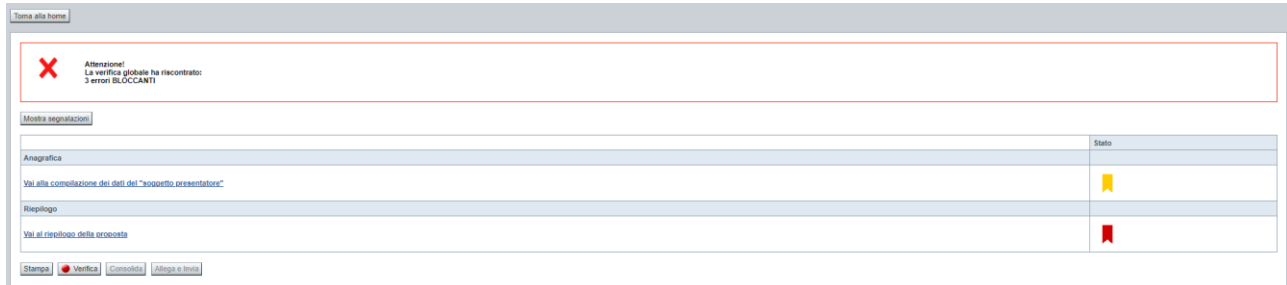 Torna alla home
Attenzione!
La verifica globale ha riscontrato:
3 errori BLOCCANTI
Mostra segnalazioni
Stato
Anagrafica
Vai alla compilazione dei dati del "soggetto presentatore"
Riepilogo
Vai al riepilogo della proposta
Stampa Verifica Consolida Allega e Invia